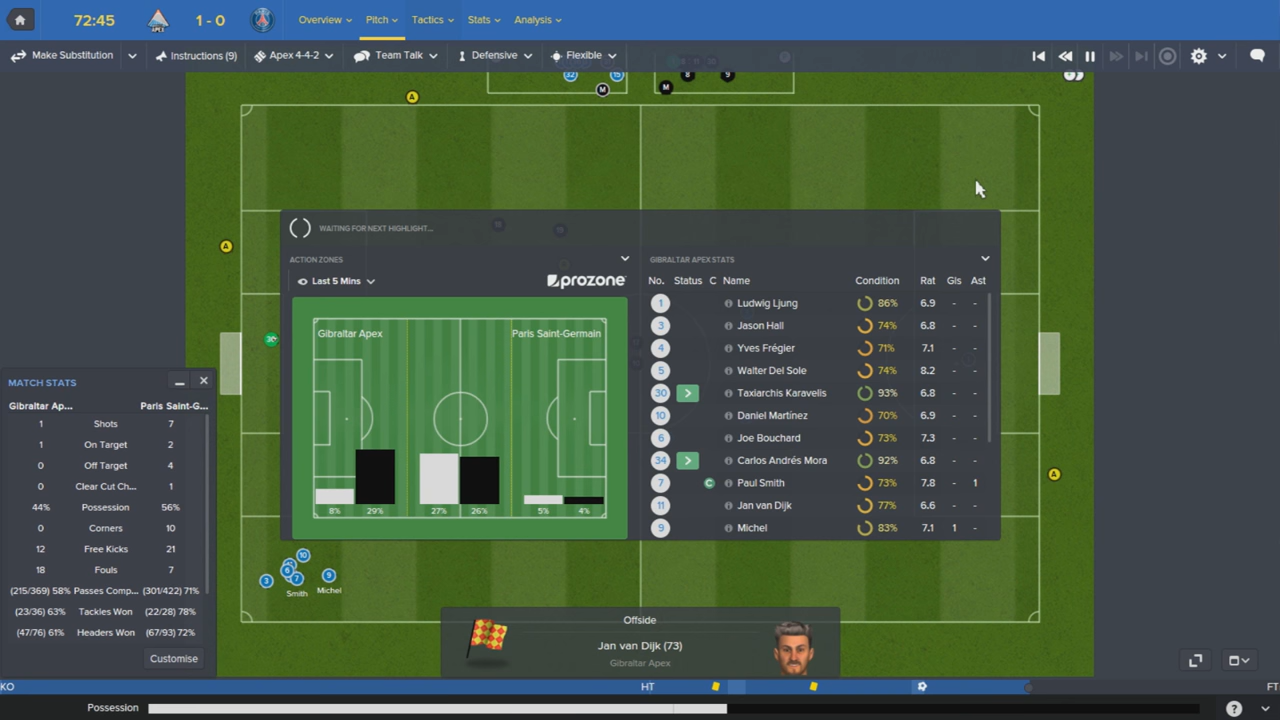 72:45
APEX
1 - 0
Overview
Pitch
Tactics
Stats
Analysis
Make Substitution
Instructions (9)
Apex 4-4-2
Team Talk
Defensive
Flexible
M
M
8
9
A
A
A
WAITING FOR NEXT HIGHLIGHT...
ACTION ZONES
Last 5 Mins
prozone
Gibraltar Apex
Paris Saint-Germain
8%
29%
27%
26%
5%
4%
GIBRALTAR APEX STATS
No. Status C Name Condition Rat Gls Ast
1 Ludwig Ljung 86% 6.9 - -
3 Jason Hall 74% 6.8 - -
4 Yves Frégier 71% 7.1 - -
5 Walter Del Sole 74% 8.2 - -
30 Taxiarchis Karavelis 93% 6.8 - -
10 Daniel Martínez 70% 6.9 - -
6 Joe Bouchard 73% 7.3 - -
34 Carlos Andrés Mora 92% 6.8 - -
7 C Paul Smith 73% 7.8 - 1
11 Jan van Dijk 77% 6.6 - -
9 Michel 83% 7.1 1 -
MATCH STATS
Gibraltar Ap... Paris Saint-G...
1 Shots 7
1 On Target 2
0 Off Target 4
0 Clear Cut Ch... 1
44% Possession 56%
0 Corners 10
12 Free Kicks 21
18 Fouls 7
(215/369) 58% Passes Comp... (301/422) 71%
(23/36) 63% Tackles Won (22/28) 78%
(47/76) 61% Headers Won (67/93) 72%
Customise
10
6
7
3
9
Smith
Michel
Offside
Jan van Dijk (73)
Gibraltar Apex
KO
HT
FT
Possession